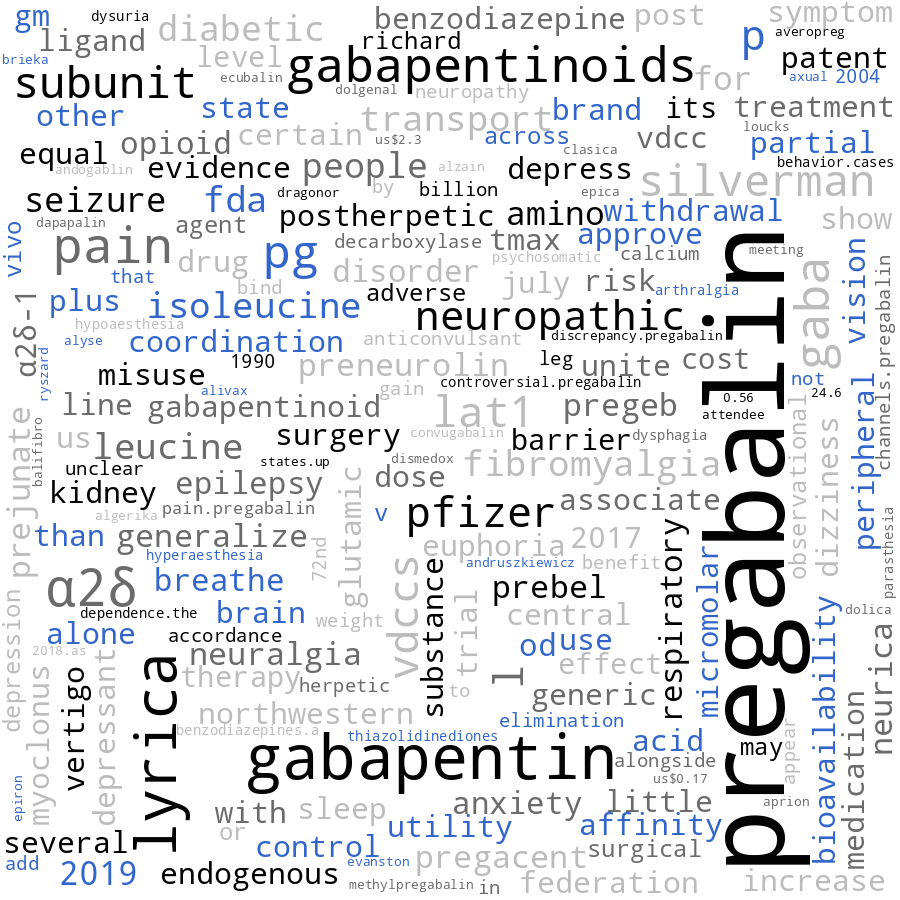 gm
dysuria
diabetic
benzodiazepine
post
symptom
averopreg
ligand
richard
p
brieka
level
patent
subunit
ecubalin
gabapentinoids
for
axual
2004
dolgenal
neuropathy
other
state
transport
brand
its
treatment
opioid
certain
us$2.3
across
vdcc
loucks
partial
equal
evidence
people
clasica
depress
behavior.cases
andogablin
alzain
seizure
fda
dragonor
by
billion
epica
silverman
dapapalin
agent
postherpetic
amino
withdrawal
show
vivo
pain
pg
decarboxylase
tmax
approve
that
drug
disorder
psychosomatic
calcium
meeting
vision
bind
july
risk
arthralgia
plus
isoleucine
adverse
α2δ-1
hypoaesthesia
neuropathic
pregabalin
gaba
channels.pregabalin
alyse
coordination
anticonvulsant
discrepancy.pregabalin
ryszard
misuse
1990
preneurolin
leg
unite
cost
alivax
gain
controversial.pregabalin
not
24.6
0.56
line
gabapentinoid
lat1
pregeb
attendee
peripheral
prejunate
balifibro
us
leucine
surgery
convugabalin
barrier
dysphagia
observational
dizziness
unclear
states.up
dismedox
fibromyalgia
kidney
epilepsy
dose
algerika
pain.pregabalin
v
pfizer
associate
than
generalize
72nd
glutamic
euphoria
2017
parasthesia
hyperaesthesia
andruszkiewicz
benefit
α2δ
breathe
vdccs
substance
prebel
respiratory
micromolar
dependence.the
brain
weight
trial
central
dolica
depression
alone
accordance
od
use
bioavailability
2018.as
neuralgia
effect
neurica
myoclonus
vertigo
depressant
lyrica
therapy
herpetic
to
l
generic
northwestern
elimination
benzodiazepines.a
thiazolidinediones
acid
may
appear
medication
gabapentin
alongside
us$0.17
epiron
with
sleep
anxiety
little
aprion
several
or
control
utility
affinity
add
2019
endogenous
evanston
pregacent
surgical
methylpregabalin
in
federation
increase